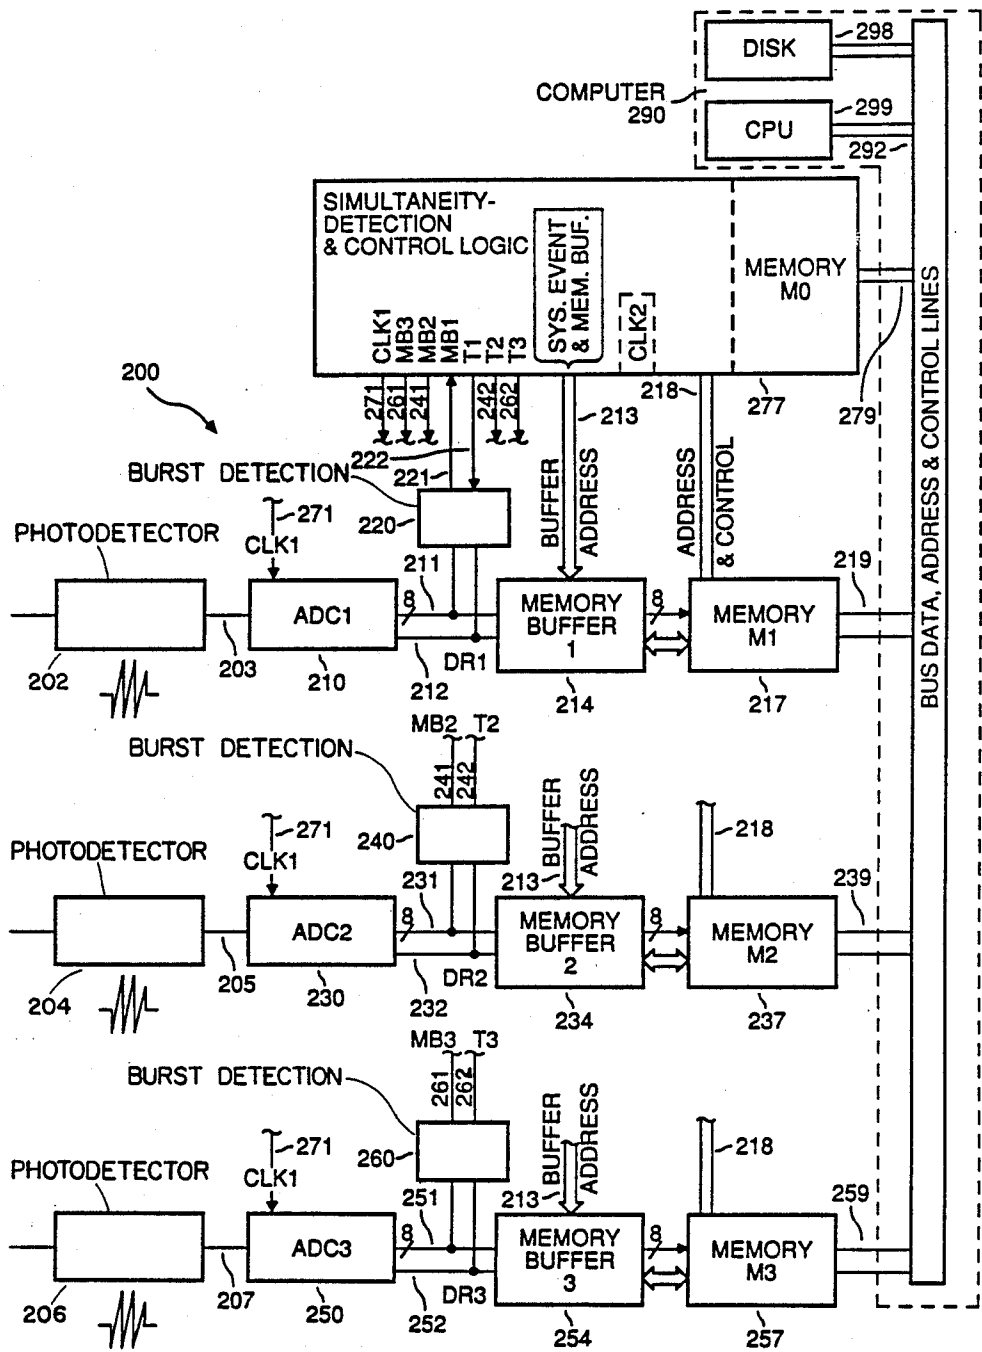 DISK
298
COMPUTER
290
CPU
299
292
SIMULTANEITY-
DETECTION
& CONTROL LOGIC
SYS. EVENT
& MEM. BUF.
CLK2
MEMORY
M0
CLK1
MB3
MB2
MB1
T1
T2
T3
BUS DATA, ADDRESS & CONTROL LINES
200
271
261
241
222
221
242
262
213
218
277
279
BURST DETECTION
220
BUFFER
ADDRESS
ADDRESS
& CONTROL
PHOTODETECTOR
271
CLK1
211
219
ADC1
8
MEMORY
BUFFER
1
8
MEMORY
M1
202
203
210
212
DR1
214
217
MB2
T2
BURST DETECTION
241
242
240
271
CLK1
BUFFER
ADDRESS
213
218
PHOTODETECTOR
231
239
ADC2
8
MEMORY
BUFFER
2
8
MEMORY
M2
204
205
230
232
DR2
234
237
MB3
T3
BURST DETECTION
261
262
260
271
CLK1
BUFFER
ADDRESS
213
218
PHOTODETECTOR
251
259
ADC3
8
MEMORY
BUFFER
3
8
MEMORY
M3
206
207
250
252
DR3
254
257